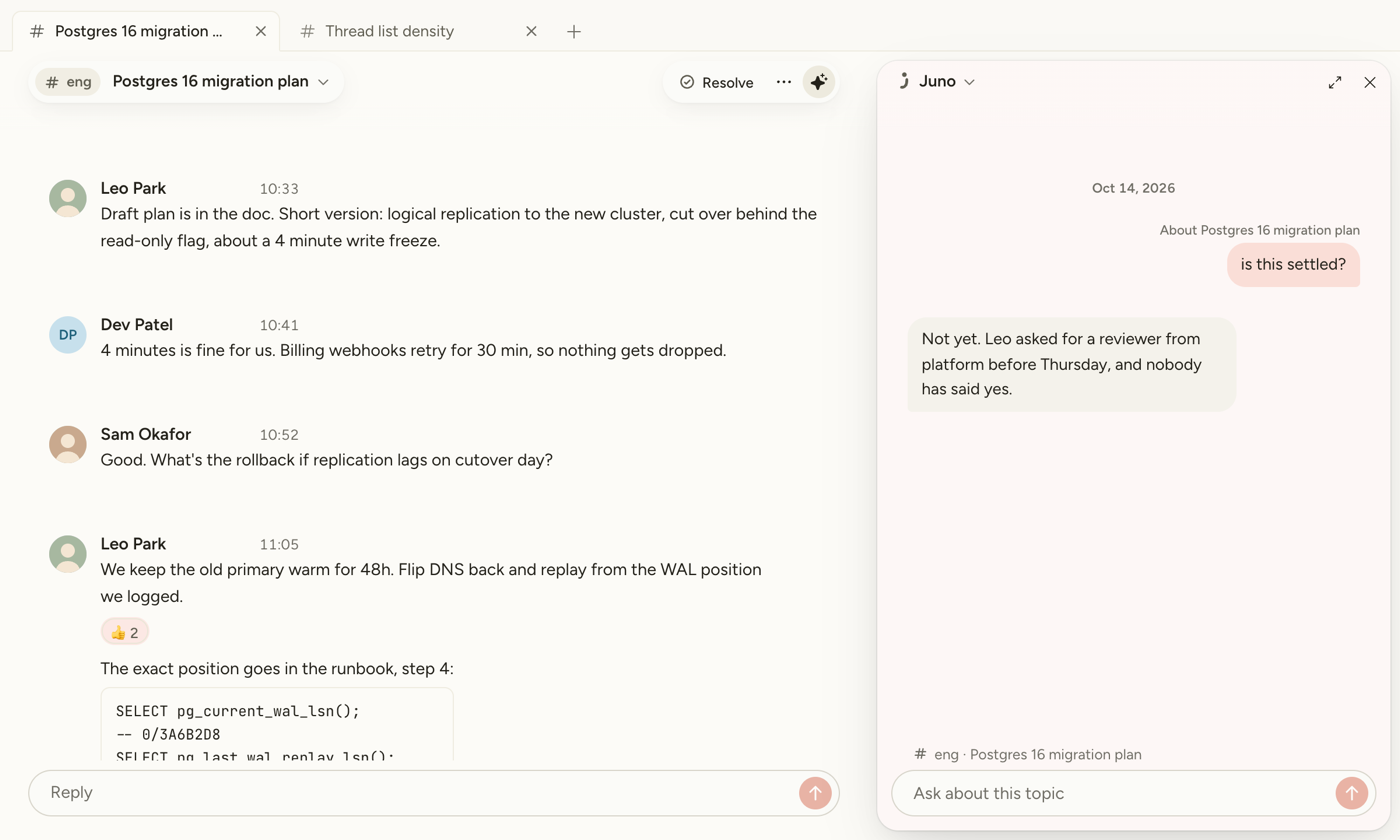 Postgres 16 migration ...
Thread list density
# eng
Postgres 16 migration plan
Resolve
Leo Park 10:33
Draft plan is in the doc. Short version: logical replication to the new cluster, cut over behind the
read-only flag, about a 4 minute write freeze.
DP
Dev Patel 10:41
4 minutes is fine for us. Billing webhooks retry for 30 min, so nothing gets dropped.
Sam Okafor 10:52
Good. What's the rollback if replication lags on cutover day?
Leo Park 11:05
We keep the old primary warm for 48h. Flip DNS back and replay from the WAL position
we logged.
👍 2
The exact position goes in the runbook, step 4:
SELECT pg_current_wal_lsn();
-- 0/3A6B2D8
SELECT pg_last_wal_replay_lsn();
Reply
Juno
Oct 14, 2026
About Postgres 16 migration plan
is this settled?
Not yet. Leo asked for a reviewer from
platform before Thursday, and nobody
has said yes.
# eng · Postgres 16 migration plan
Ask about this topic